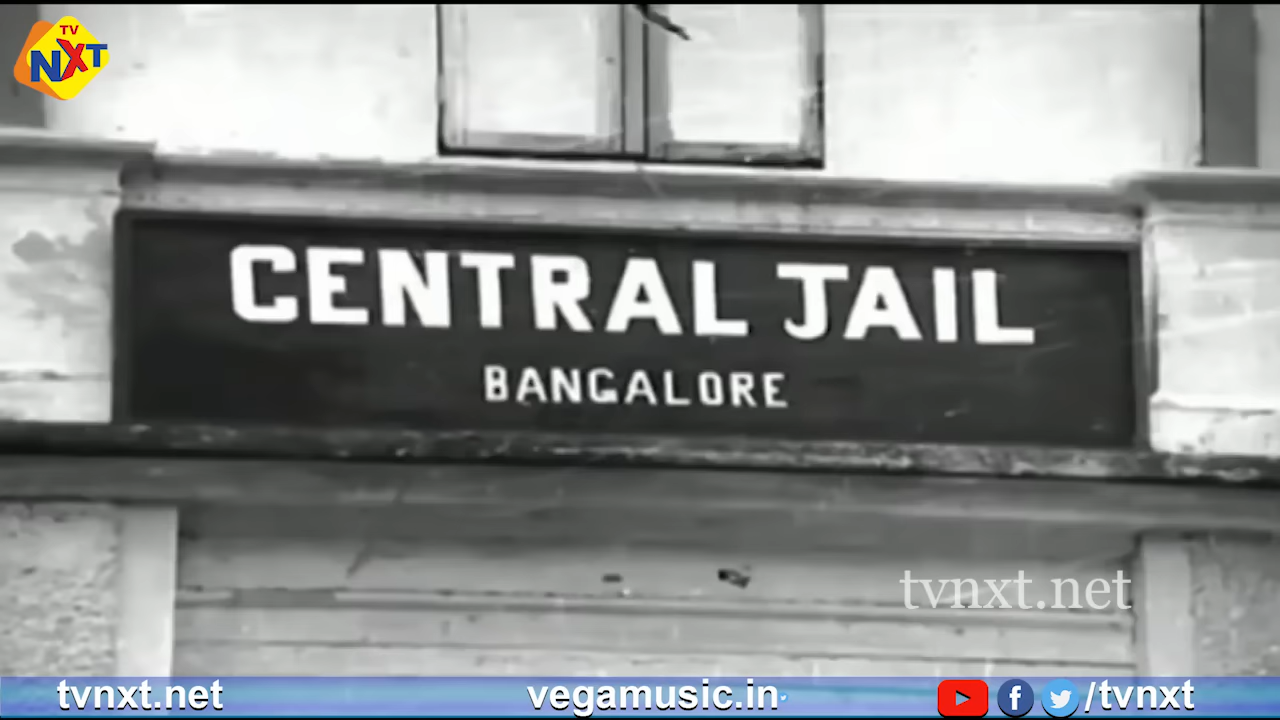 TV
NXT
CENTRAL JAIL
BANGALORE
tvnxt.net
tvnxt.net
vegamusic.in
/tvnxt